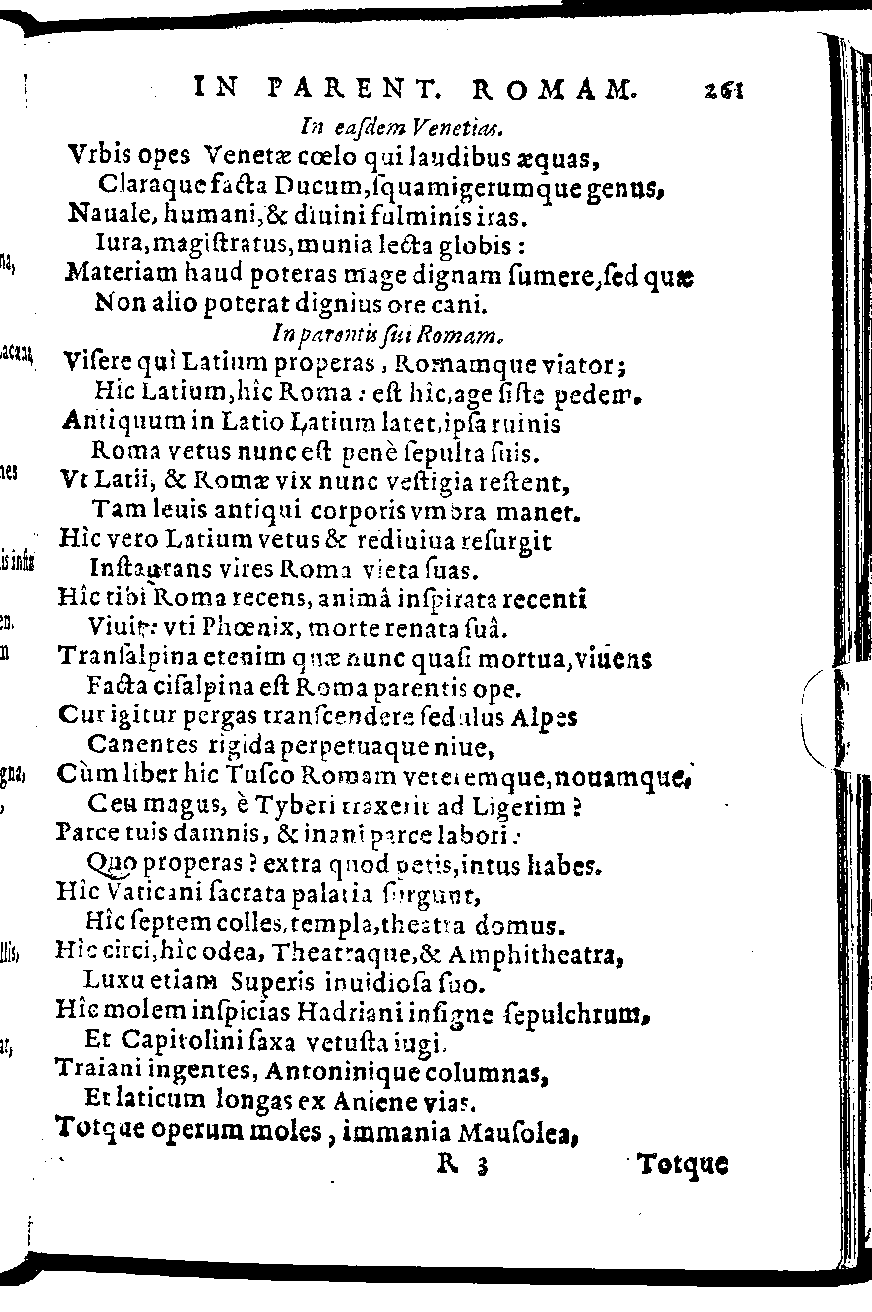 IN PARENT. ROMAM. 261
In eaſdem Venetias.
Vrbis opes Venetæ cœlo qui laudibus æquas,
Claraque facta Ducum, ſquamigerumque genus,
Nauale, humani, & diuini fulminis iras.
Iura, magiſtratus, munia lecta globis :
Materiam haud poteras mage dignam ſumere, ſed quæ
Non alio poterat dignius ore cani.
In parentis ſui Romam.
Viſere qui Latium properas, Romamque viator;
Hic Latium, hîc Roma : eſt hîc, age ſiſte pedem.
Antiquum in Latio Latium latet, ipſa ruinis
Roma vetus nunc eſt penè ſepulta ſuis.
Vt Latii, & Romæ vix nunc veſtigia reſtent,
Tam leuis antiqui corporis vmbra manet.
Hîc vero Latium vetus & rediuiua reſurgit
Inſtaurans vires Roma vieta ſuas.
Hîc tibi Roma recens, animâ inſpirata recenti
Viuit: vti Phœnix, morte renata ſuâ.
Tranſalpina etenim quæ nunc quaſi mortua, viuens
Facta ciſalpina eſt Roma parentis ope.
Cur igitur pergas tranſcendere ſedulus Alpes
Canentes rigida perpetuaque niue,
Cùm liber hic Tuſco Romam veteremque, nouamque,
Ceu magus, è Tyberi traxerit ad Ligerim ?
Parce tuis damnis, & inani parce labori :
Quo properas ? extra quod petis, intus habes.
Hîc Vaticani ſacrata palatia ſurgunt,
Hîc ſeptem colles, templa, theatra domus.
Hîc circi, hîc odea, Theatraque, & Amphitheatra,
Luxu etiam Superis inuidioſa ſuo.
Hîc molem inſpicias Hadriani inſigne ſepulchrum,
Et Capitolini ſaxa vetuſta iugi.
Traiani ingentes, Antoninique columnas,
Et laticum longas ex Aniene vias.
Totque operum moles, immania Mauſolea,
R 3 Totque